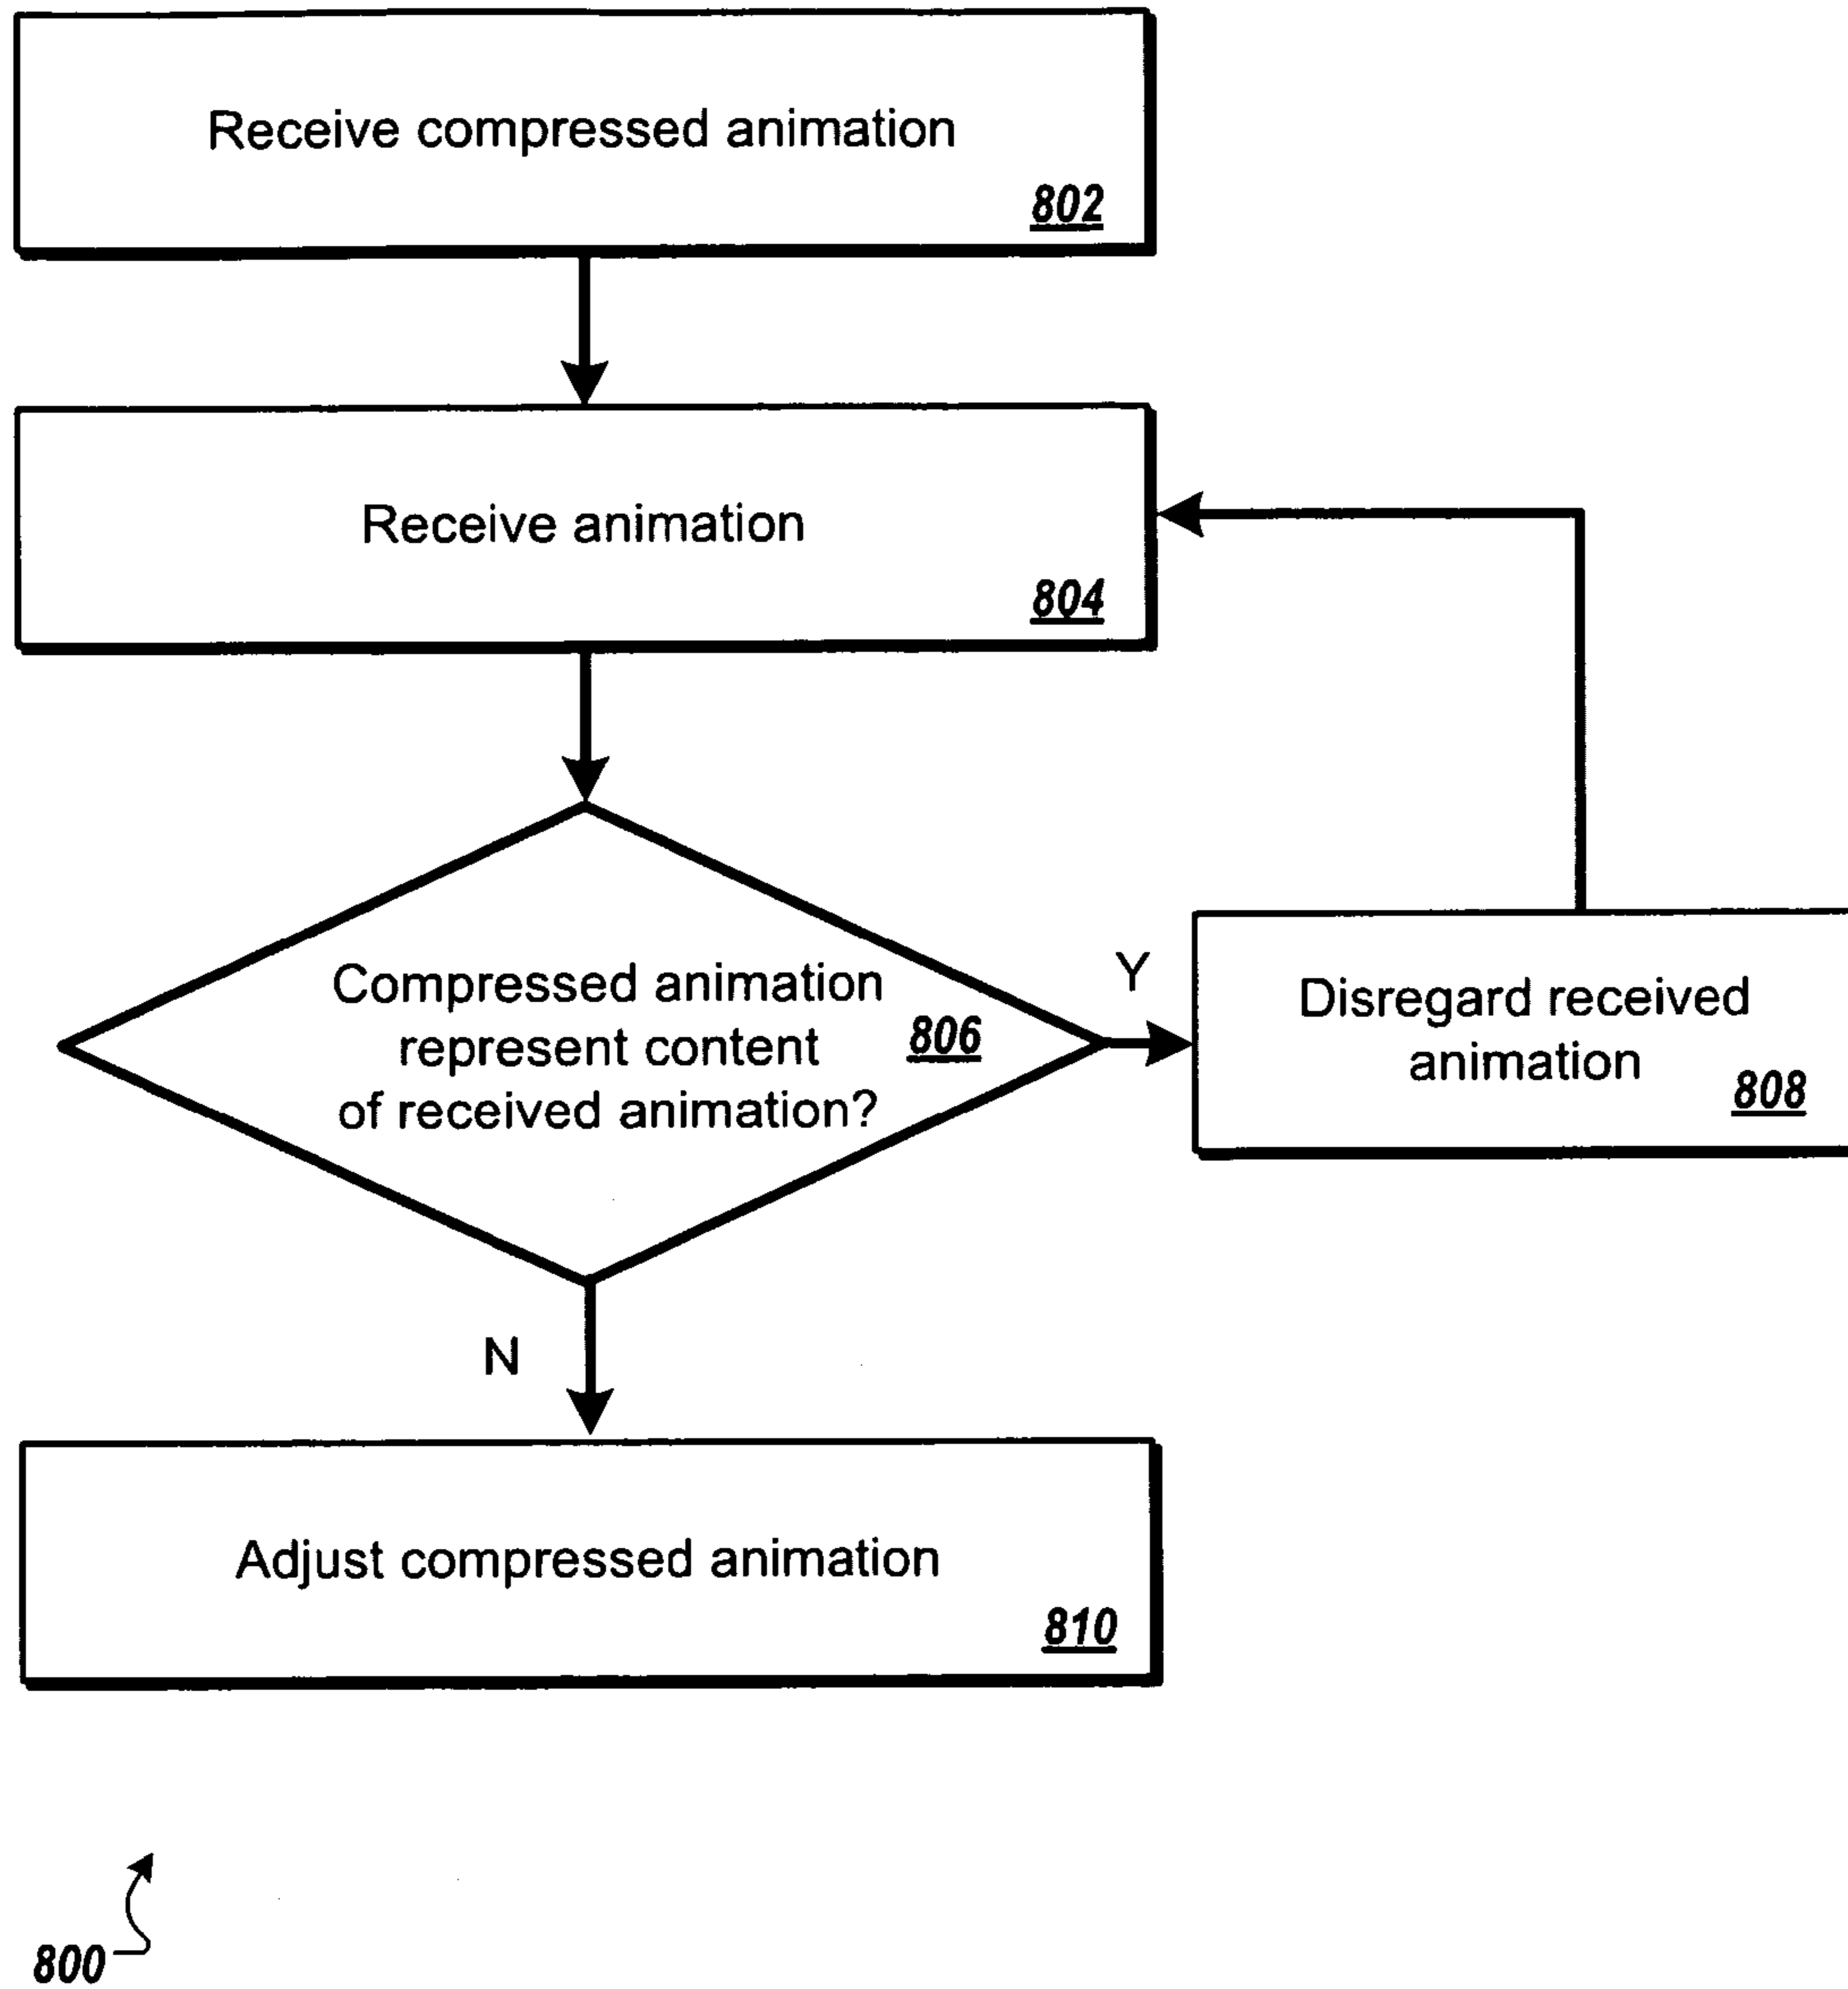 Receive compressed animation
802
Receive animation
804
Compressed animation
represent content
of received animation?
806
Y
Disregard received
animation
808
N
Adjust compressed animation
810
800